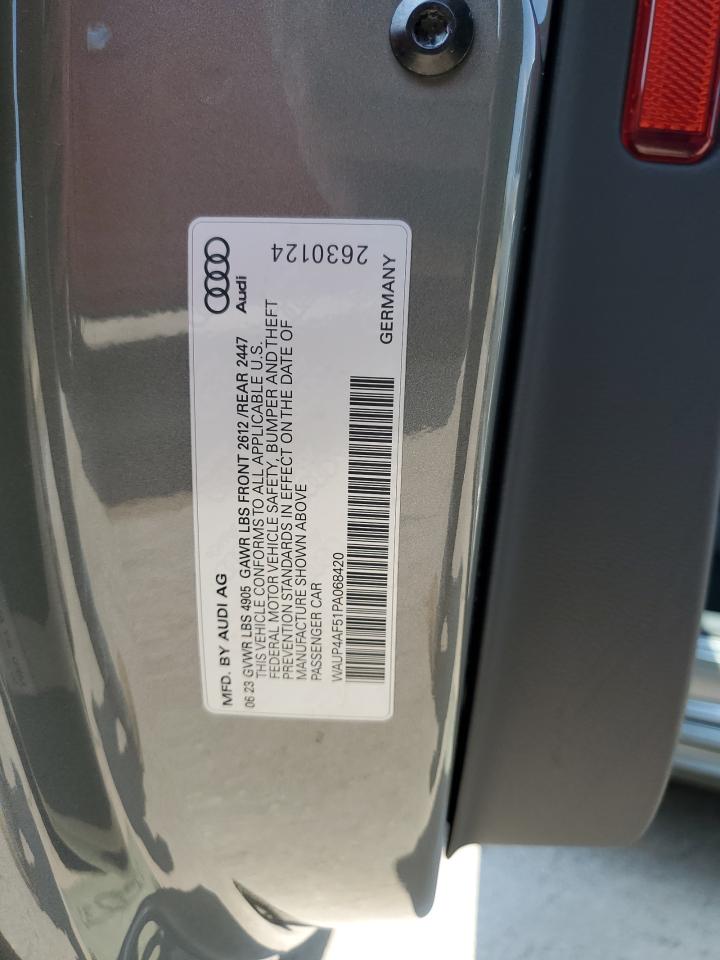 MFD. BY AUDI AG
06 23 GVWR LBS 4905 GAWR LBS FRONT 2612 /REAR 2447
Audi
THIS VEHICLE CONFORMS TO ALL APPLICABLE U.S.
FEDERAL MOTOR VEHICLE SAFETY, BUMPER AND THEFT
PREVENTION STANDARDS IN EFFECT ON THE DATE OF
MANUFACTURE SHOWN ABOVE
PASSENGER CAR
WAUP4AF51PA068420
GERMANY
2630124